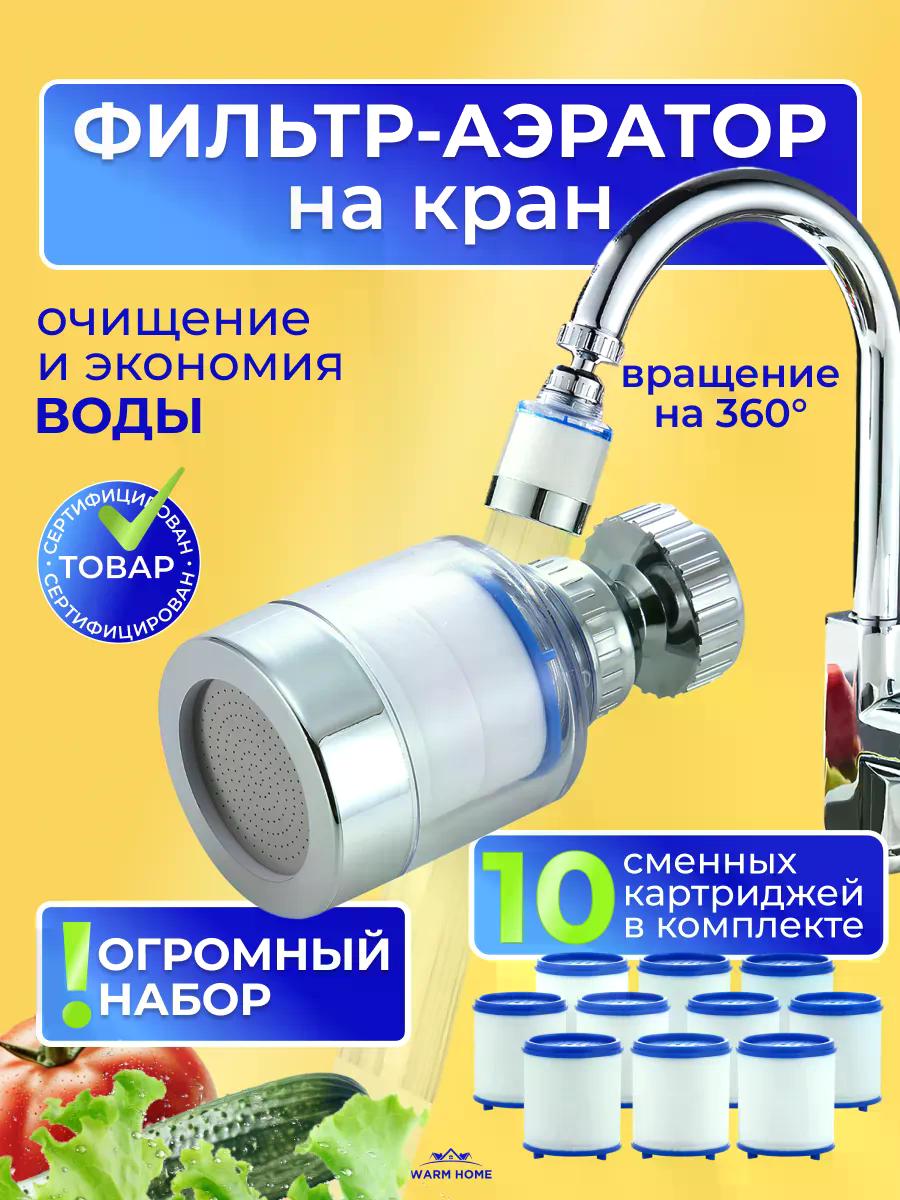 ФИЛЬТР-АЭРАТОР
на кран
очищение
и экономия
ВОДЫ
вращение
на 360°
СЕРТИФИЦИРОВАН
ТОВАР
СЕРТИФИЦИРОВАН
10 сменных
картриджей
в комплекте
! ОГРОМНЫЙ
НАБОР
WARM HOME